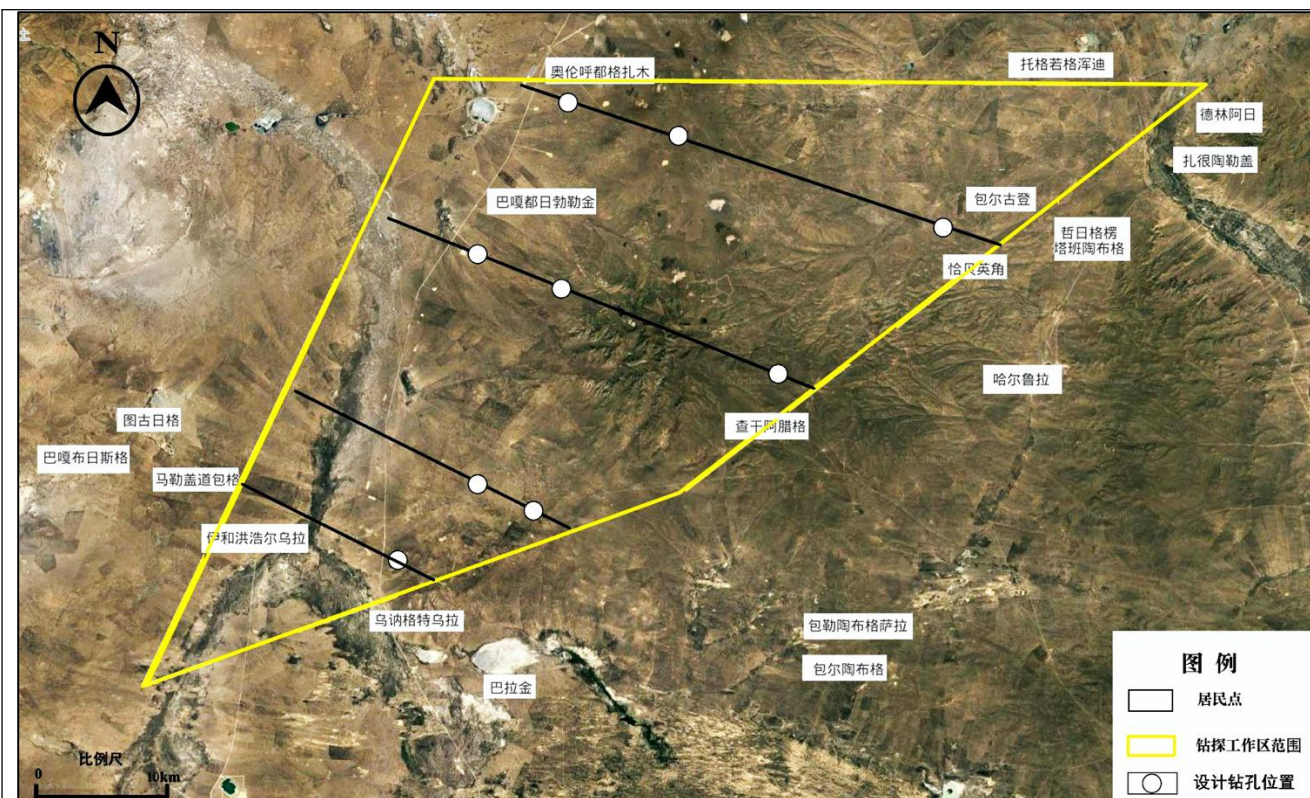 N
奥伦呼都格扎木
托格若格浑迪
德林阿日
扎很陶勒盖
巴嘎都日勃勒金
包尔古登
哲日格楞
塔班陶布格
恰贝英角
哈尔鲁拉
图古日格
查干阿腊格
巴嘎布日斯格
马勒盖道包格
伊和洪浩尔乌拉
乌讷格特乌拉
包勒陶布格萨拉
包尔陶布格
巴拉金
图 例
居民点
钻探工作区范围
设计钻孔位置
比例尺
0
10km